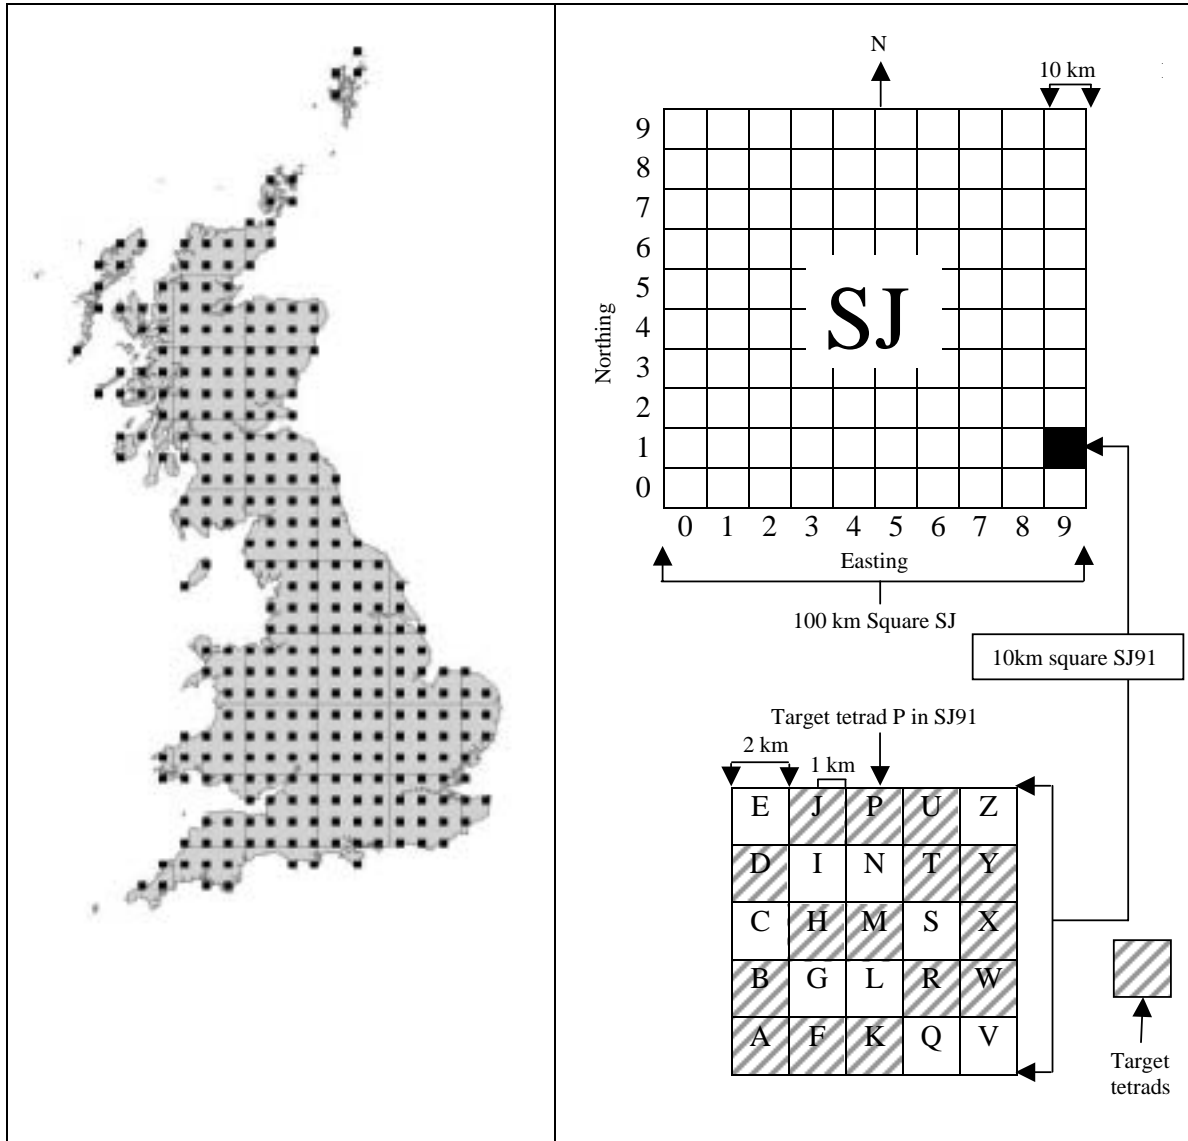 N
10 km
9
8
7
6
5
4
3
2
1
0
Northing
SJ
0 1 2 3 4 5 6 7 8 9
Easting
100 km Square SJ
10km square SJ91
Target tetrad P in SJ91
2 km
1 km
E J P U Z
D I N T Y
C H M S X
B G L R W
A F K Q V
Target
tetrads